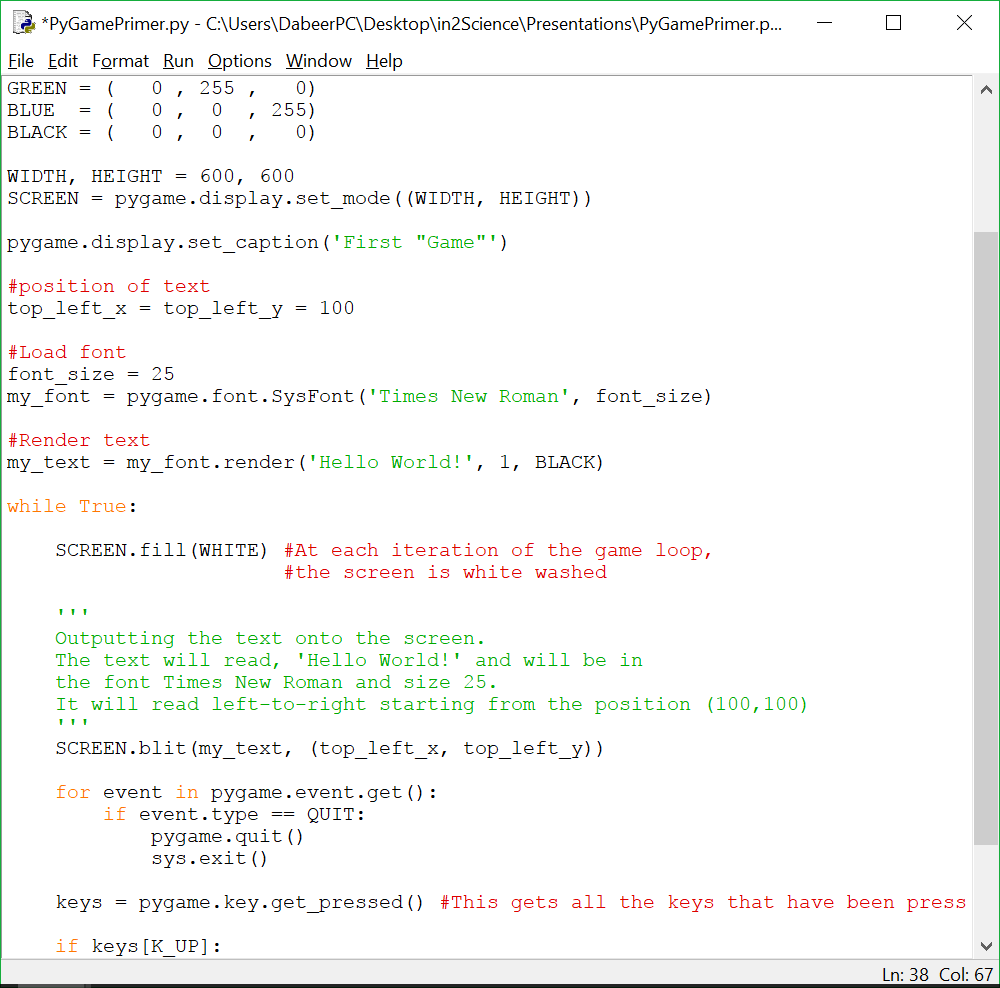 *PyGamePrimer.py - C:\Users\DabeerPC\Desktop\in2Science\Presentations\PyGamePrimer.p...
File Edit Format Run Options Window Help
GREEN = (   0 , 255 ,   0)
BLUE  = (   0 ,  0  , 255)
BLACK = (   0 ,  0  ,   0)
WIDTH, HEIGHT = 600, 600
SCREEN = pygame.display.set_mode((WIDTH, HEIGHT))
pygame.display.set_caption('First "Game"')
#position of text
top_left_x = top_left_y = 100
#Load font
font_size = 25
my_font = pygame.font.SysFont('Times New Roman', font_size)
#Render text
my_text = my_font.render('Hello World!', 1, BLACK)
while True:
    SCREEN.fill(WHITE) #At each iteration of the game loop,
                       #the screen is white washed
    '''
    Outputting the text onto the screen.
    The text will read, 'Hello World!' and will be in
    the font Times New Roman and size 25.
    It will read left-to-right starting from the position (100,100)
    '''
    SCREEN.blit(my_text, (top_left_x, top_left_y))
    for event in pygame.event.get():
        if event.type == QUIT:
            pygame.quit()
            sys.exit()
    keys = pygame.key.get_pressed() #This gets all the keys that have been press
    if keys[K_UP]:
Ln: 38 Col: 67